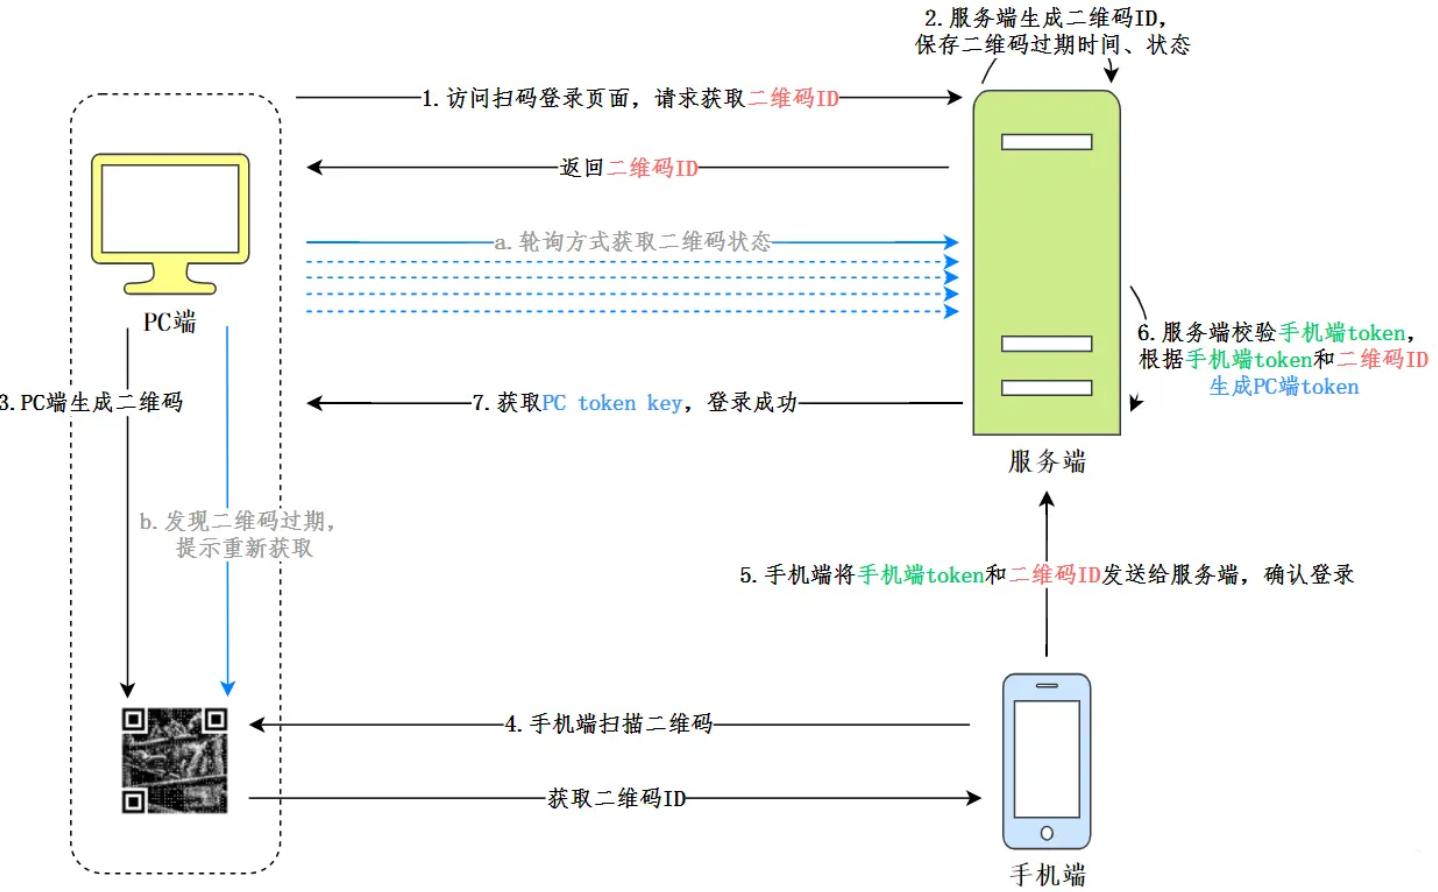 2.服务端生成二维码ID,
保存二维码过期时间、状态
1.访问扫码登录页面，请求获取二维码ID
返回二维码ID
a.轮询方式获取二维码状态
PC端
6.服务端校验手机端token,
根据手机端token和二维码ID
生成PC端token
3.PC端生成二维码
7.获取PC token key，登录成功
服务端
b.发现二维码过期，
提示重新获取
5.手机端将手机端token和二维码ID发送给服务端，确认登录
4.手机端扫描二维码
获取二维码ID
手机端